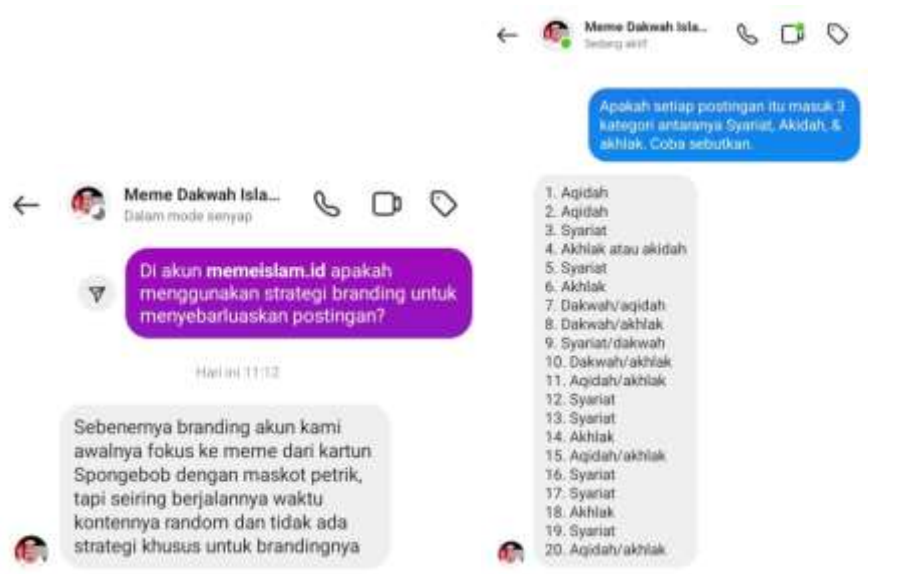 Meme Dakwah Isla...
Dalam mode senyap
Di akun memeislam.id apakah
menggunakan strategi branding untuk
menyebarluaskan postingan?
Hari ini 11:12
Sebenernya branding akun kami
awalnya fokus ke meme dari kartun
Spongebob dengan maskot petrik,
tapi seiring berjalannya waktu
kontennya random dan tidak ada
strategi khusus untuk brandingnya
Meme Dakwah Isla...
Sedang aktif
Apakah setiap postingan itu masuk 3
kategori antaranya Syariat, Akidah, &
akhlak. Coba sebutkan.
1. Aqidah
2. Aqidah
3. Syariat
4. Akhlak atau akidah
5. Syariat
6. Akhlak
7. Dakwah/aqidah
8. Dakwah/akhlak
9. Syariat/dakwah
10. Dakwah/akhlak
11. Aqidah/akhlak
12. Syariat
13. Syariat
14. Akhlak
15. Aqidah/akhlak
16. Syariat
17. Syariat
18. Akhlak
19. Syariat
20. Aqidah/akhlak